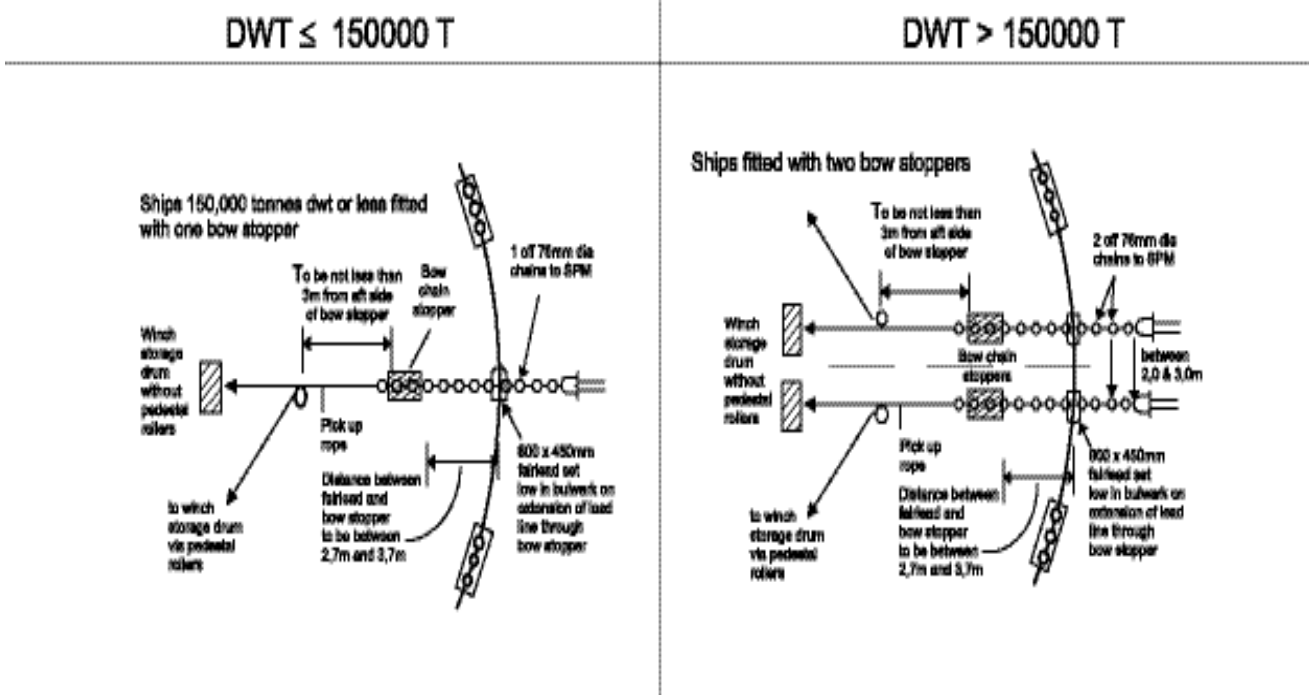 DWT ≤ 150000 T
Ships 150,000 tonnes dwt or less fitted
with one bow stopper
1 off 76mm dia
chains to SPM
To be not less than
3m from aft side
of bow stopper
Bow
chain
stopper
Winch
storage
drum
without
pedestal
rollers
Pick up
rope
600 x 450mm
fairlead set
low in bulwark on
extension of lead
line through
bow stopper
Distance between
fairlead and
bow stopper
to be between
2,7m and 3,7m
to winch
storage drum
via pedestal
rollers
DWT > 150000 T
Ships fitted with two bow stoppers
To be not less than
3m from aft side
of bow stopper
2 off 76mm dia
chains to SPM
Winch
storage
drum
without
pedestal
rollers
Bow chain
stoppers
between
2,0 & 3,0m
Pick up
rope
600 x 450mm
fairlead set
low in bulwark on
extension of lead
line through
bow stopper
Distance between
fairlead and
bow stopper
to be between
2,7m and 3,7m
to winch
storage drum
via pedestal
rollers